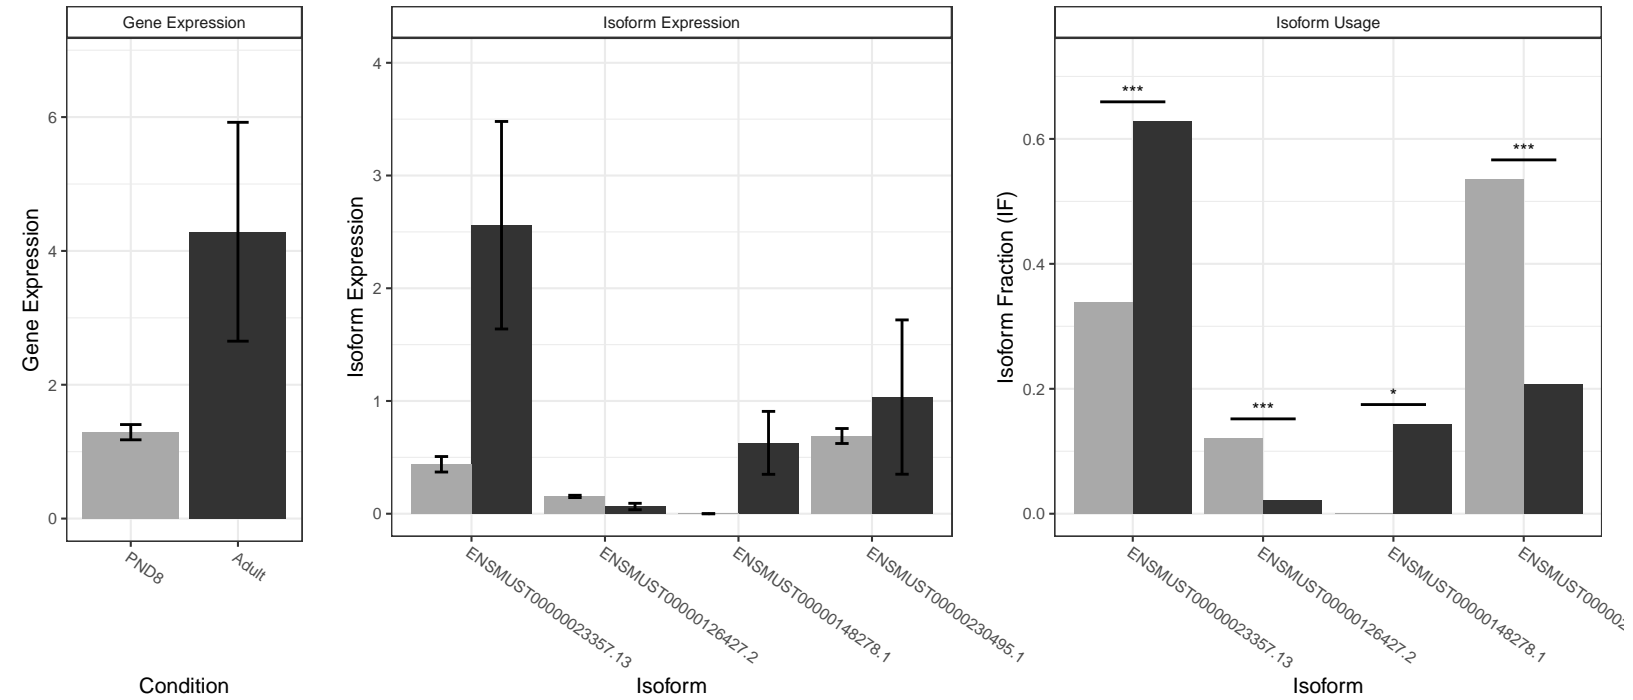 Gene Expression
Isoform Expression
Isoform Usage
Gene Expression
6
4
2
0
PND8
Adult
Condition
Isoform Expression
4
3
2
1
0
ENSMUST00000023357.13
ENSMUST00000126427.2
ENSMUST00000148278.1
ENSMUST00000230495.1
Isoform
Isoform Fraction (IF)
0.6
0.4
0.2
0.0
***
***
*
***
ENSMUST00000023357.13
ENSMUST00000126427.2
ENSMUST00000148278.1
ENSMUST000002
Isoform